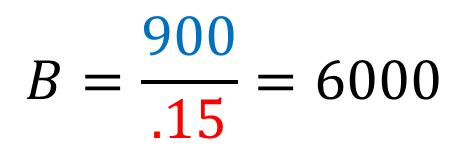 B = 900/.15 = 6000